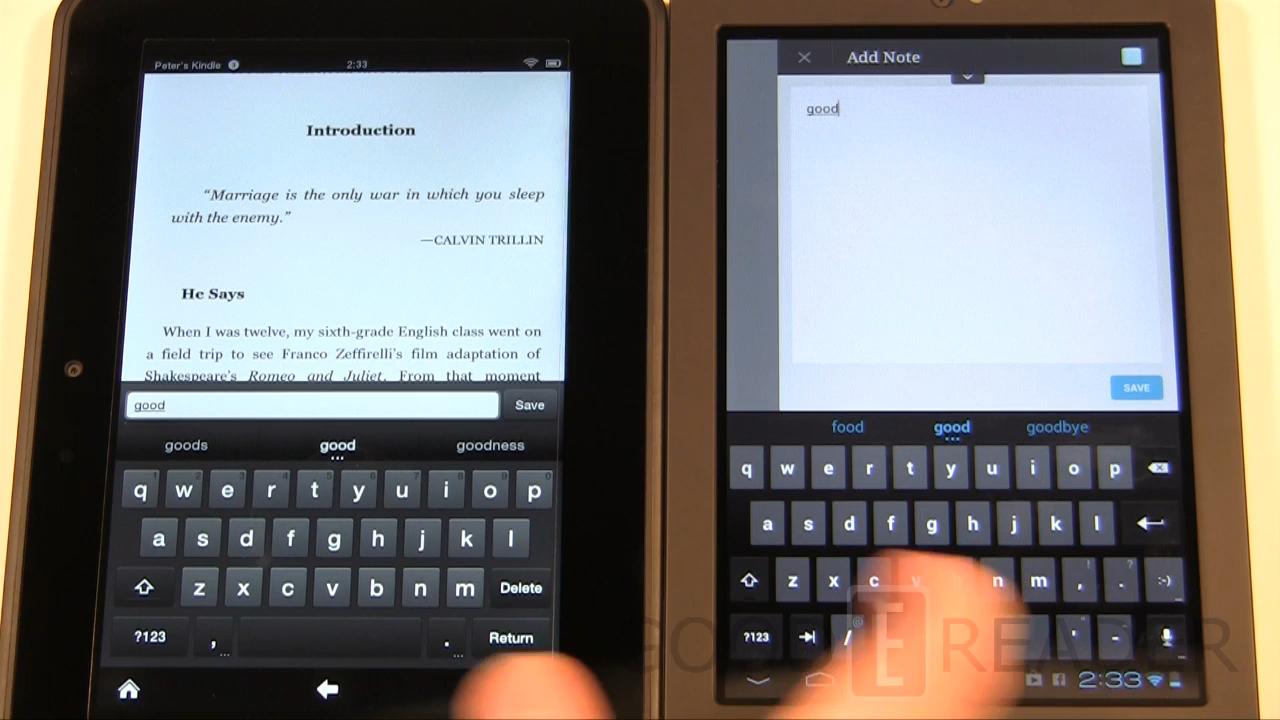 Peter's Kindle
2:33
Introduction
“Marriage is the only war in which you sleep
with the enemy.”
—CALVIN TRILLIN
He Says
When I was twelve, my sixth-grade English class went on
a field trip to see Franco Zeffirelli's film adaptation of
Shakespeare's Romeo and Juliet. From that moment
good
Save
goods good goodness
q w e r t y u i o p
a s d f g h j k l
z x c v b n m Delete
?123 , . Return
Add Note
good
SAVE
food good goodbye
q w e r t y u i o p
a s d f g h j k l
z x c v n m , . :-)
?123 / ' -
2:33
GOOD E READER